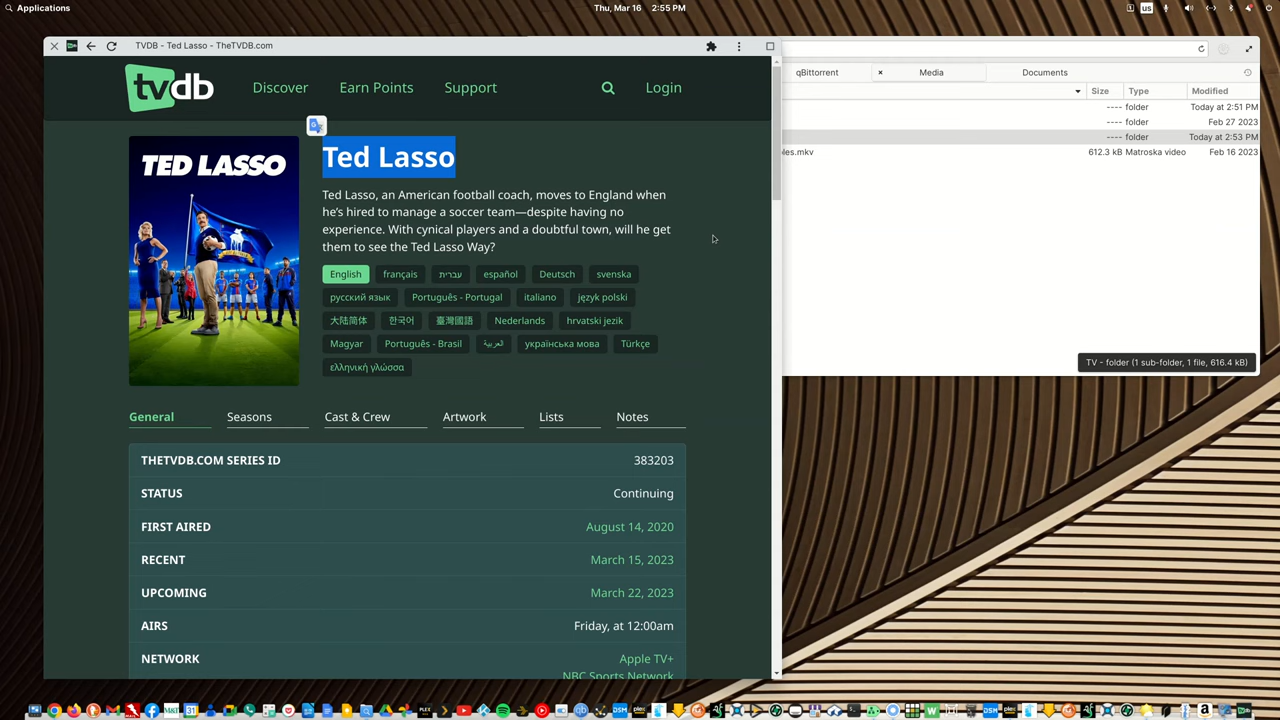 Applications
Thu, Mar 16 2:55 PM
us
TVDB - Ted Lasso - TheTVDB.com
tvdb
Discover
Earn Points
Support
Login
TED LASSO
Ted Lasso
Ted Lasso, an American football coach, moves to England when
he's hired to manage a soccer team—despite having no
experience. With cynical players and a doubtful town, will he get
them to see the Ted Lasso Way?
English français עברית español Deutsch svenska
русский язык Português - Portugal italiano język polski
大陆简体 한국어 臺灣國語 Nederlands hrvatski jezik
Magyar Português - Brasil العربية українська мова Türkçe
ελληνική γλώσσα
General Seasons Cast & Crew Artwork Lists Notes
THETVDB.COM SERIES ID 383203
STATUS Continuing
FIRST AIRED August 14, 2020
RECENT March 15, 2023
UPCOMING March 22, 2023
AIRS Friday, at 12:00am
NETWORK Apple TV+
NBC Sports Network
qBittorrent Media Documents
Size Type Modified
---- folder Today at 2:51 PM
---- folder Feb 27 2023
---- folder Today at 2:53 PM
les.mkv 612.3 kB Matroska video Feb 16 2023
TV - folder (1 sub-folder, 1 file, 616.4 kB)